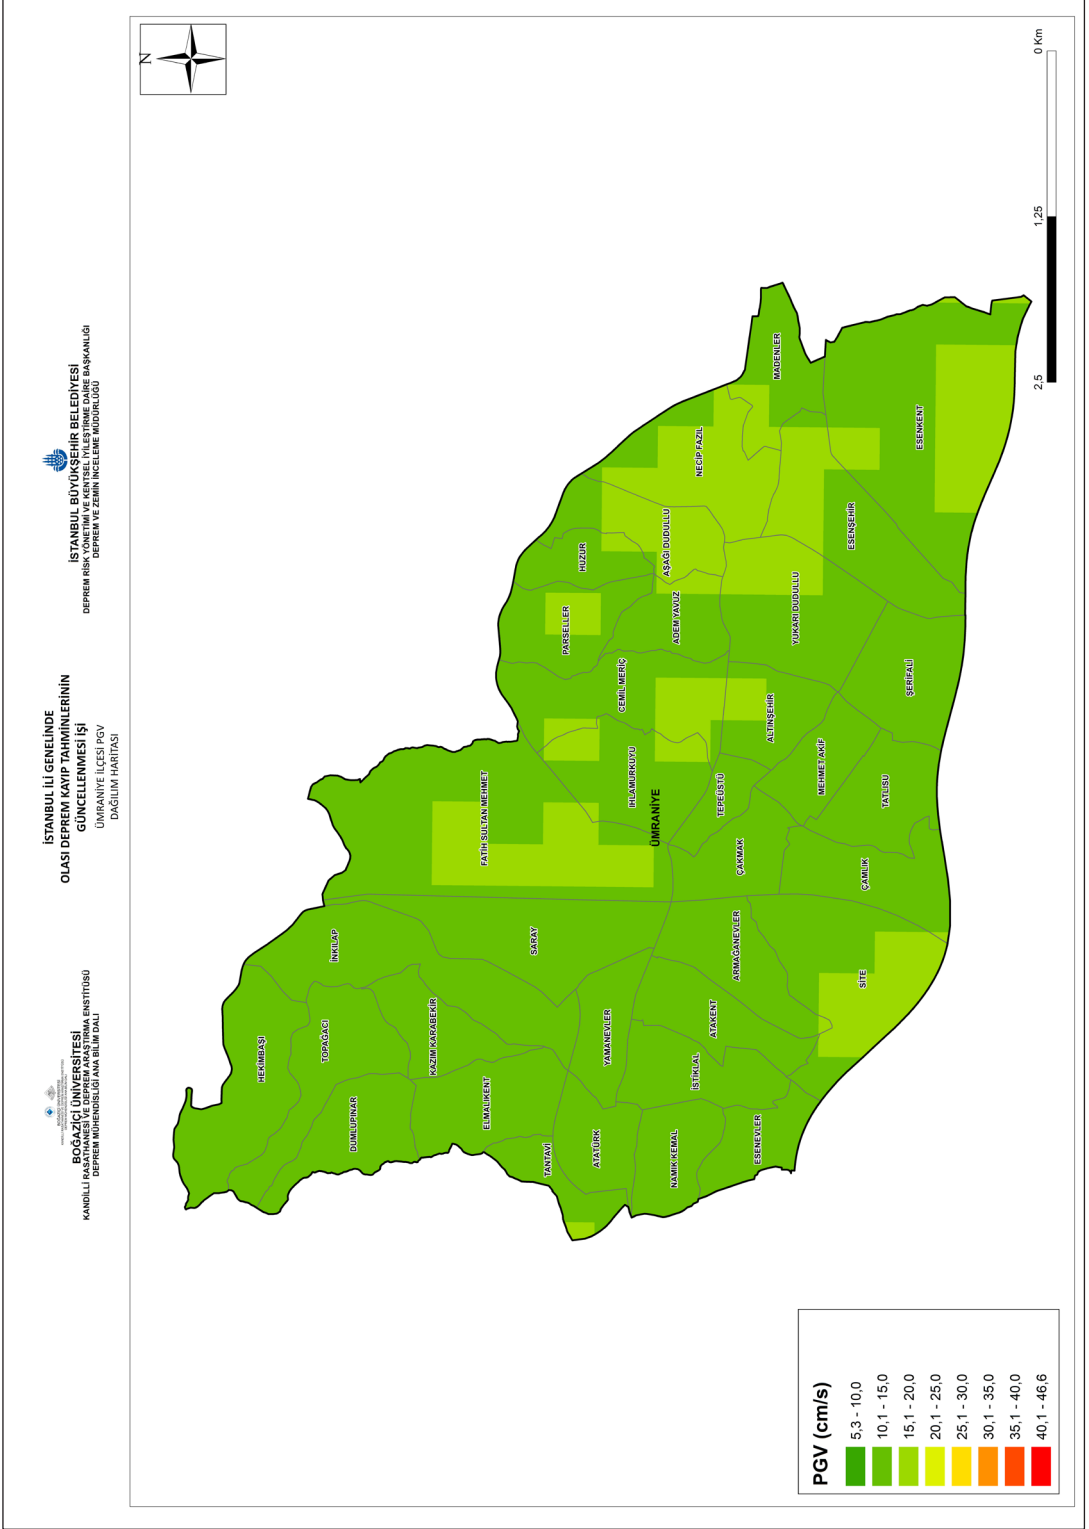 BOĞAZİÇİ ÜNİVERSİTESİ
KANDİLLİ RASATHANESİ VE DEPREM ARAŞTIRMA ENSTİTÜSÜ
DEPREM MÜHENDİSLİĞİ ANA BİLİM DALI
İSTANBUL İLİ GENELİNDE
OLASI DEPREM KAYIP TAHMİNLERİNİN
GÜNCELLENMESİ İŞİ
ÜMRANİYE İLÇESİ PGV
DAĞILIM HARİTASI
İSTANBUL BÜYÜKŞEHİR BELEDİYESİ
DEPREM RİSK YÖNETİMİ VE KENTSEL İYİLEŞTİRME DAİRE BAŞKANLIĞI
DEPREM VE ZEMİN İNCELEME MÜDÜRLÜĞÜ
N
HEKİMBAŞI
İNKILAP
TOPAĞACI
DUMLUPINAR
KAZIM KARABEKİR
ELMALIKENT
FATİH SULTAN MEHMET
SARAY
TANTAVİ
PARSELLER
HUZUR
ATATÜRK
YAMANEVLER
IHLAMURKUYU
CEMİL MERİÇ
ÜMRANİYE
ADEM YAVUZ
AŞAĞI DUDULLU
NECİP FAZIL
NAMIK KEMAL
İSTİKLAL
ATAKENT
ARMAĞANEVLER
ÇAKMAK
TEPEÜSTÜ
ALTINŞEHİR
YUKARI DUDULLU
MADENLER
ESENEVLER
SİTE
ÇAMLIK
MEHMET AKİF
TATLISU
ŞERİFALİ
ESENŞEHİR
ESENKENT
PGV (cm/s)
5,3 - 10,0
10,1 - 15,0
15,1 - 20,0
20,1 - 25,0
25,1 - 30,0
30,1 - 35,0
35,1 - 40,0
40,1 - 46,6
2,5 1,25 0 Km